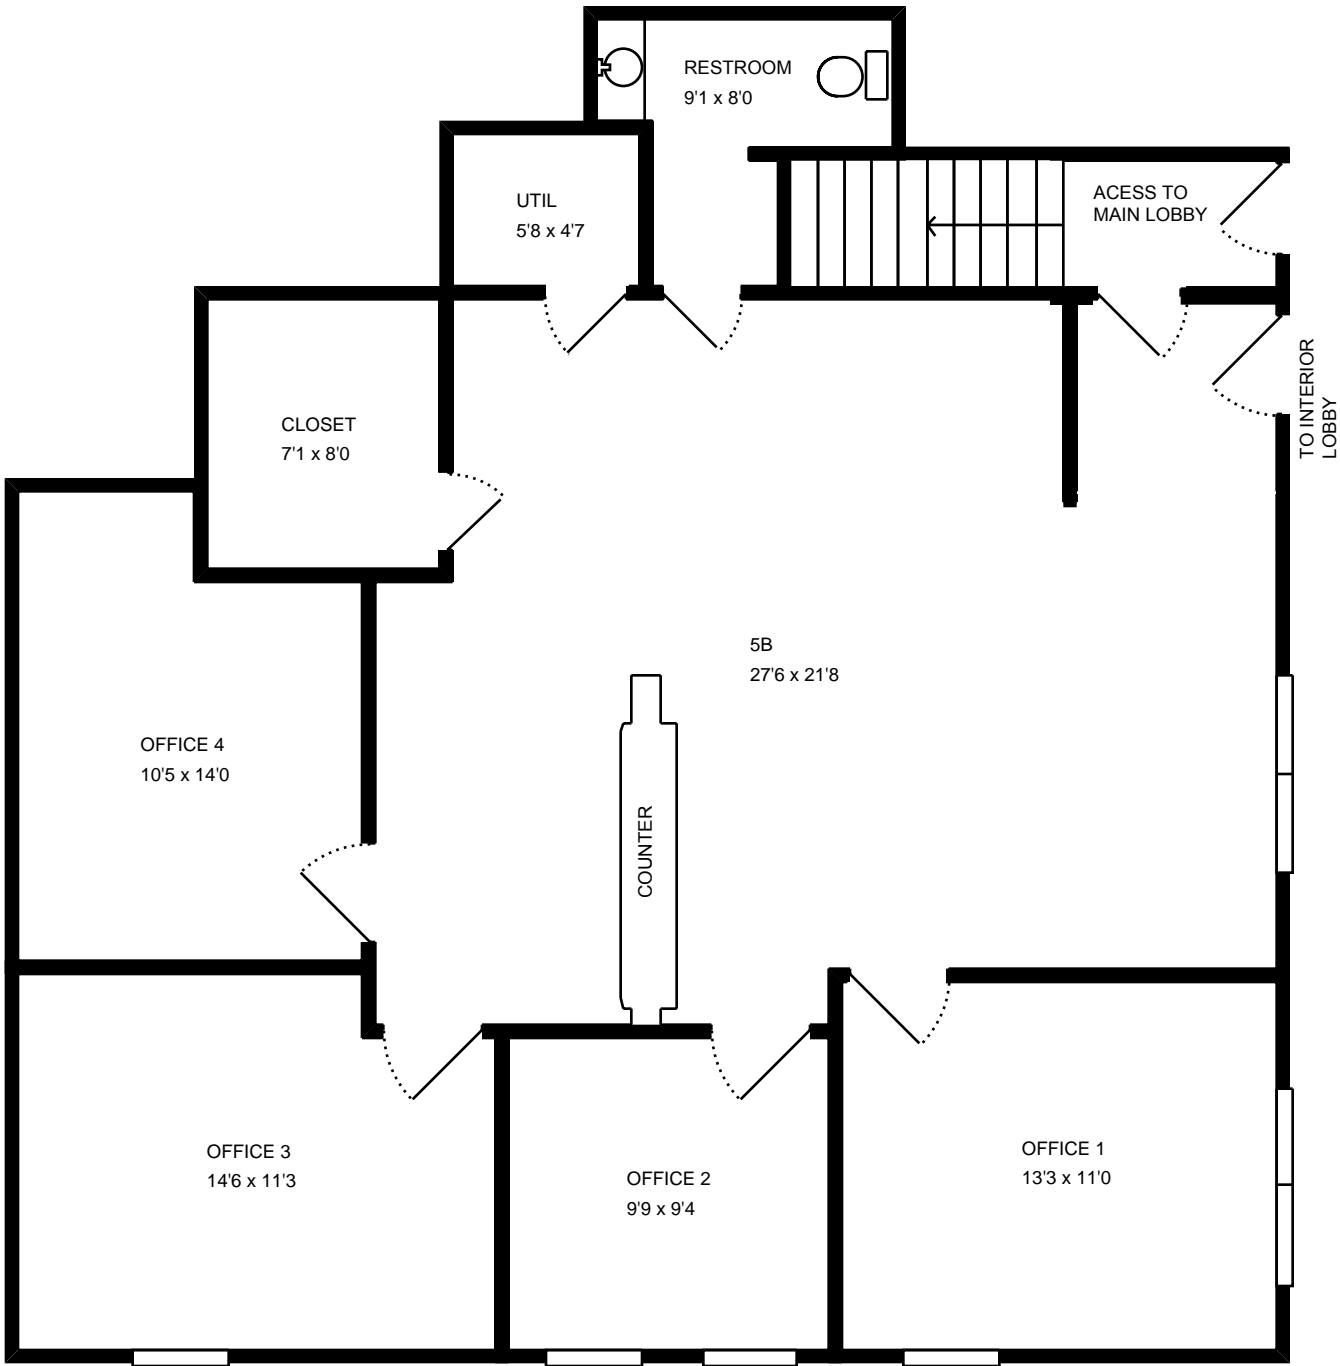 RESTROOM
9'1 x 8'0
UTIL
5'8 x 4'7
ACESS TO
MAIN LOBBY
TO INTERIOR
LOBBY
CLOSET
7'1 x 8'0
5B
27'6 x 21'8
OFFICE 4
10'5 x 14'0
COUNTER
OFFICE 3
14'6 x 11'3
OFFICE 2
9'9 x 9'4
OFFICE 1
13'3 x 11'0